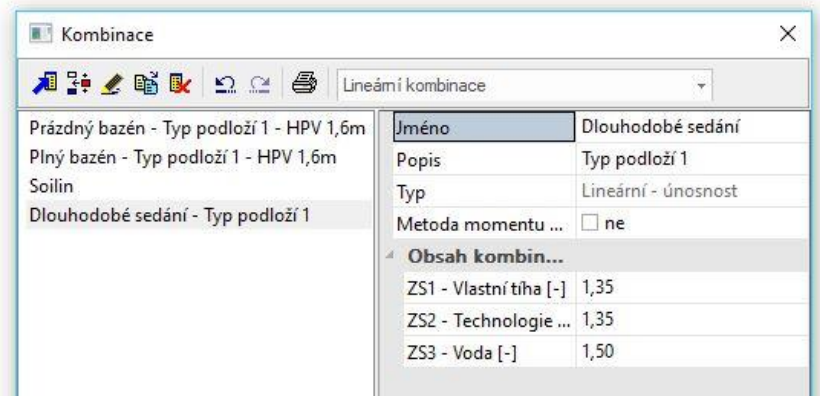 Kombinace
Lineární kombinace
Prázdný bazén - Typ podloží 1 - HPV 1,6m
Plný bazén - Typ podloží 1 - HPV 1,6m
Soilin
Dlouhodobé sedání - Typ podloží 1
Jméno Dlouhodobé sedání
Popis Typ podloží 1
Typ Lineární - únosnost
Metoda momentu ... ne
Obsah kombin...
ZS1 - Vlastní tíha [-] 1,35
ZS2 - Technologie ... 1,35
ZS3 - Voda [-] 1,50